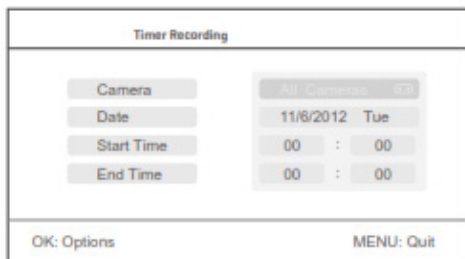 Timer Recording
Camera All Cameras
Date 11/6/2012 Tue
Start Time 00 : 00
End Time 00 : 00
OK: Options MENU: Quit